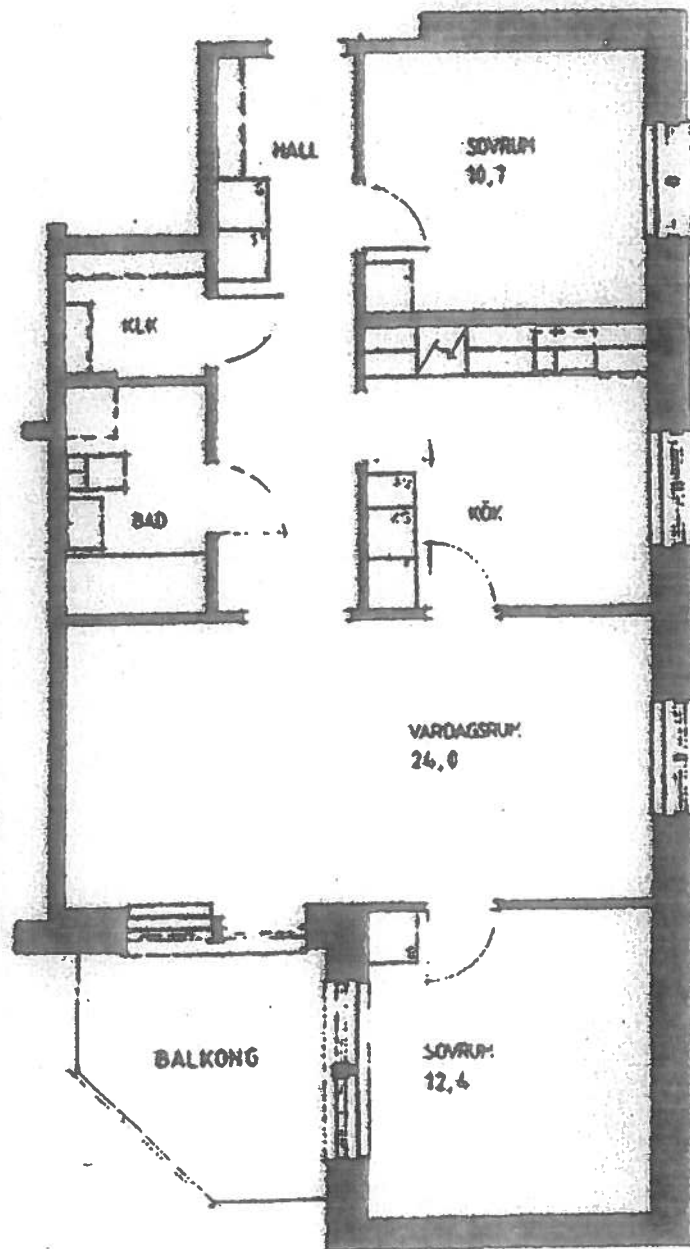 HALL
SOVRUM
10,7
KLK
BAD
KÖK
VARDAGSRUM
24,0
BALKONG
SOVRUM
12,4